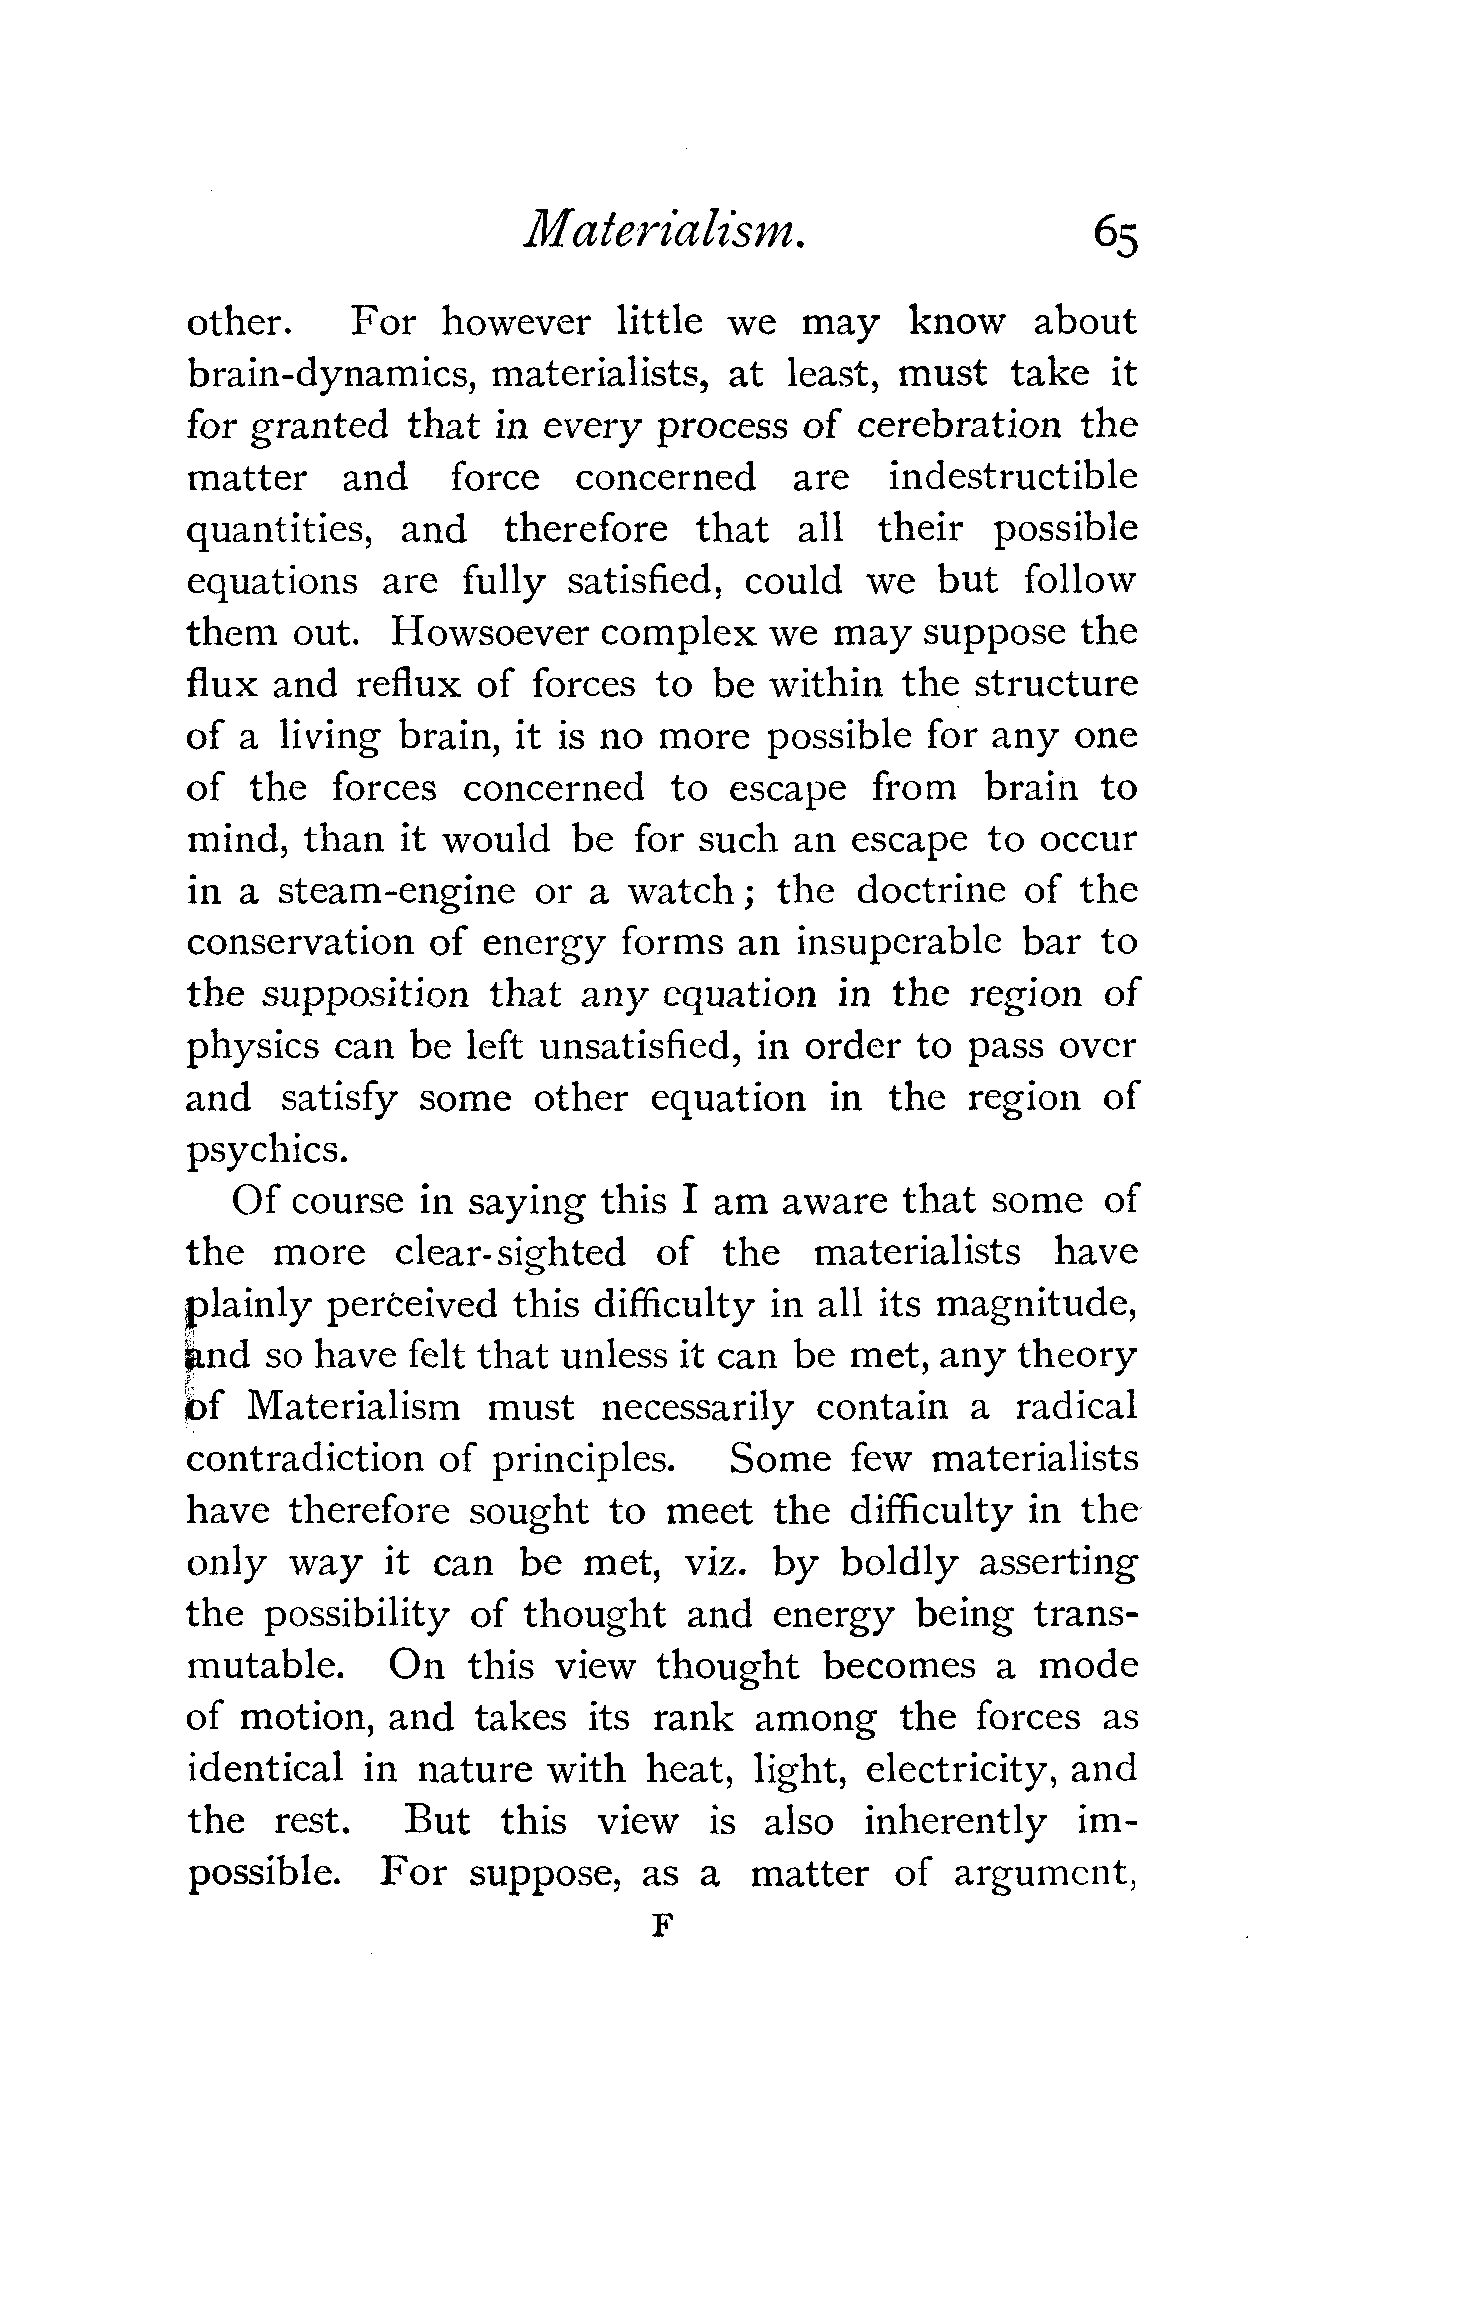 Materialism. 65
other. For however little we may know about
brain-dynamics, materialists, at least, must take it
for granted that in every process of cerebration the
matter and force concerned are indestructible
quantities, and therefore that all their possible
equations are fully satisfied, could we but follow
them out. Howsoever complex we may suppose the
flux and reflux of forces to be within the structure
of a living brain, it is no more possible for any one
of the forces concerned to escape from brain to
mind, than it would be for such an escape to occur
in a steam-engine or a watch; the doctrine of the
conservation of energy forms an insuperable bar to
the supposition that any equation in the region of
physics can be left unsatisfied, in order to pass over
and satisfy some other equation in the region of
psychics.
Of course in saying this I am aware that some of
the more clear-sighted of the materialists have
plainly perceived this difficulty in all its magnitude,
and so have felt that unless it can be met, any theory
of Materialism must necessarily contain a radical
contradiction of principles. Some few materialists
have therefore sought to meet the difficulty in the
only way it can be met, viz. by boldly asserting
the possibility of thought and energy being trans-
mutable. On this view thought becomes a mode
of motion, and takes its rank among the forces as
identical in nature with heat, light, electricity, and
the rest. But this view is also inherently im-
possible. For suppose, as a matter of argument,
F